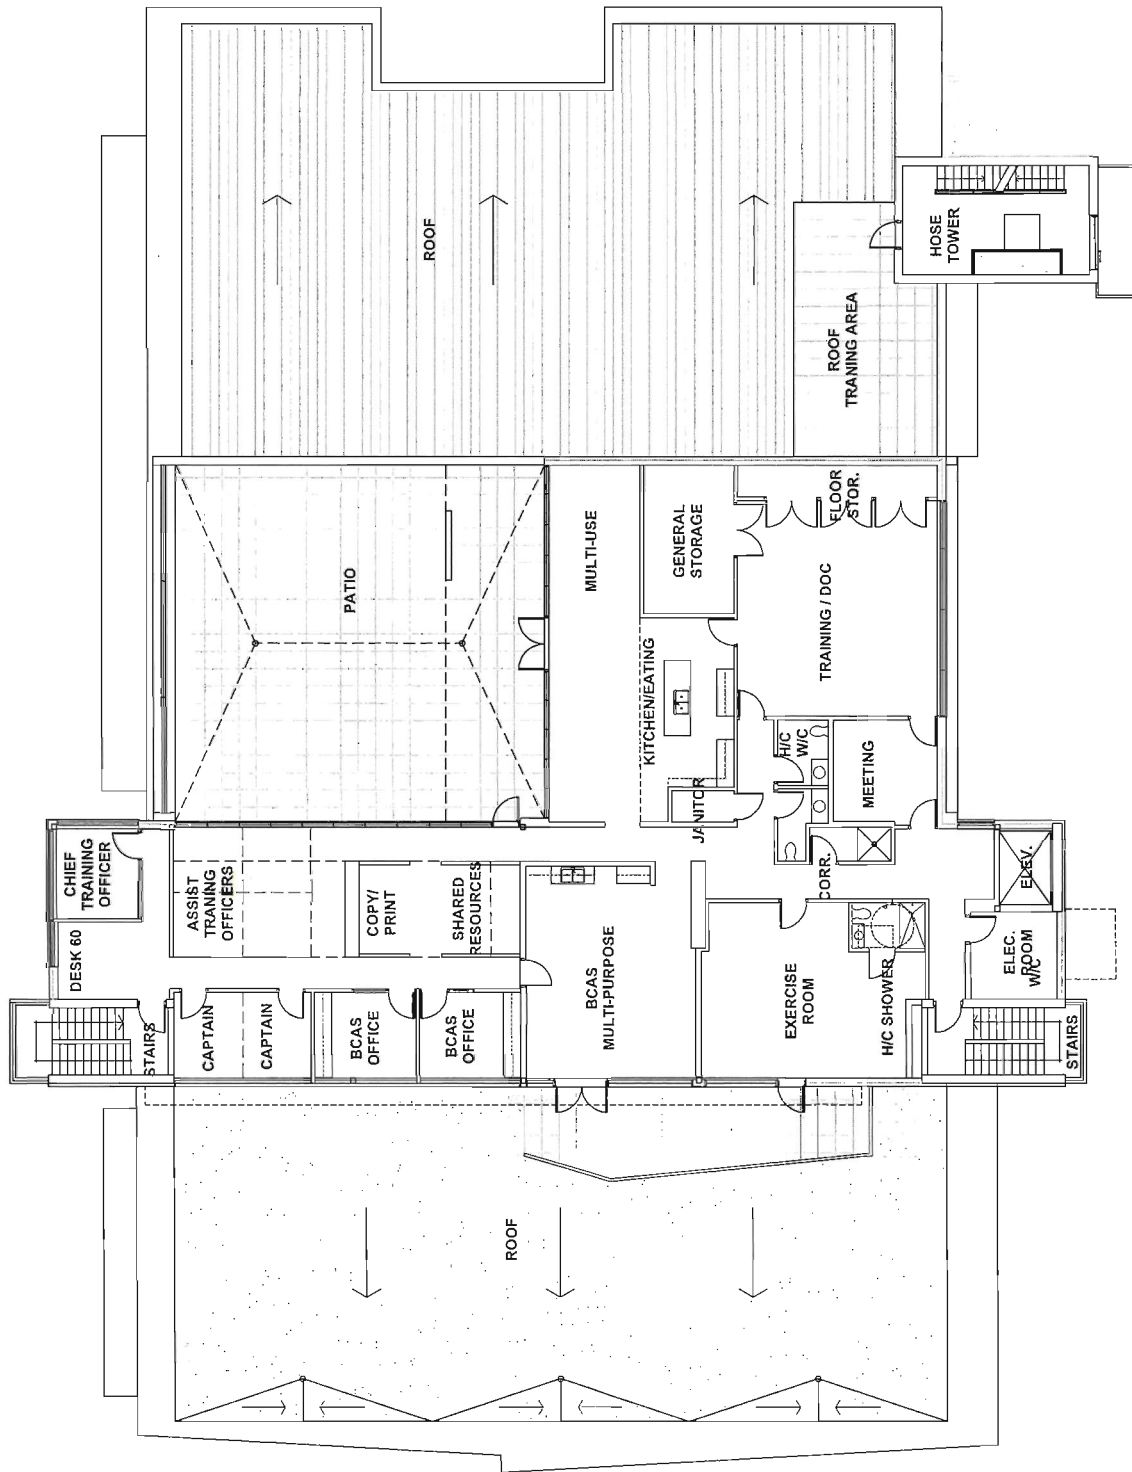 ROOF
HOSE
TOWER
ROOF
TRANING AREA
PATIO
MULTI-USE
GENERAL
STORAGE
FLOOR
STOR.
TRAINING / DOC
KITCHEN/EATING
H/C
W/C
MEETING
JANITOR
CHIEF
TRAINING
OFFICER
ASSIST
TRANING
OFFICERS
COPY/
PRINT
SHARED
RESOURCES
CORR.
ELEV.
DESK 60
BCAS
MULTI-PURPOSE
EXERCISE
ROOM
H/C SHOWER
ELEC.
ROOM
W/C
STAIRS
CAPTAIN
CAPTAIN
BCAS
OFFICE
BCAS
OFFICE
STAIRS
ROOF